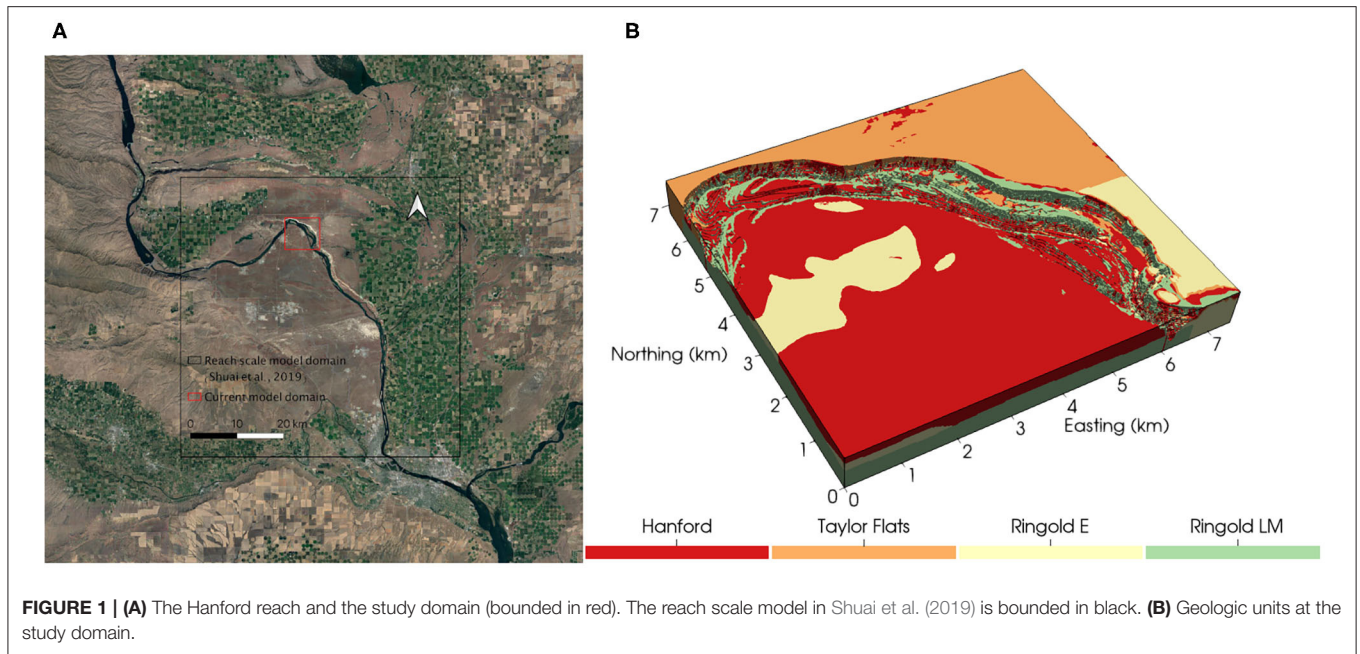 A
B
Reach scale model domain
Shuai et al., 2019
Current model domain
0 10 20 km
7
6
5
4
3
2
1
0
Northing (km)
0
1
2
3
4
5
6
7
Easting (km)
Hanford Taylor Flats Ringold E Ringold LM
FIGURE 1 | (A) The Hanford reach and the study domain (bounded in red). The reach scale model in Shuai et al. (2019) is bounded in black. (B) Geologic units at the
study domain.